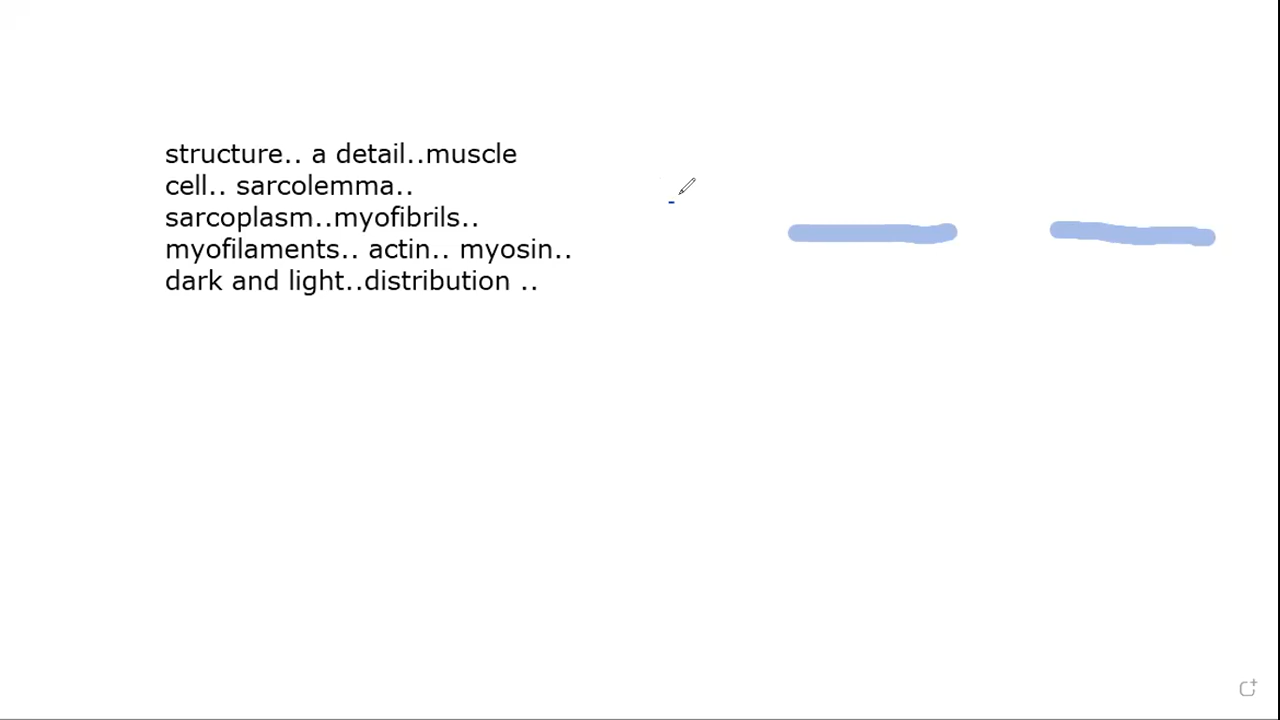 structure.. a detail..muscle
cell.. sarcolemma..
sarcoplasm..myofibrils..
myofilaments.. actin.. myosin..
dark and light..distribution ..